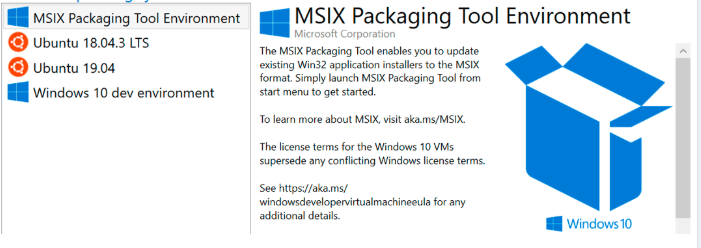 MSIX Packaging Tool Environment
Ubuntu 18.04.3 LTS
Ubuntu 19.04
Windows 10 dev environment
MSIX Packaging Tool Environment
Microsoft Corporation
The MSIX Packaging Tool enables you to update
existing Win32 application installers to the MSIX
format. Simply launch MSIX Packaging Tool from
start menu to get started.
To learn more about MSIX, visit aka.ms/MSIX.
The license terms for the Windows 10 VMs
supersede any conflicting Windows license terms.
See https://aka.ms/
windowsdevelopervirtualmachineeula for any
additional details.
Windows 10